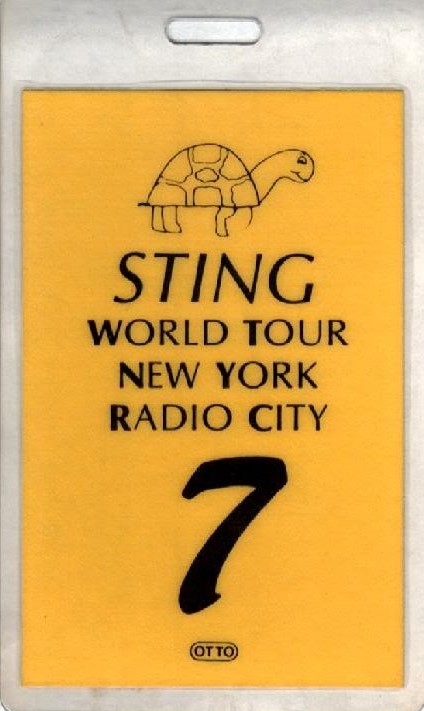 STING
WORLD TOUR
NEW YORK
RADIO CITY
7
OTTO